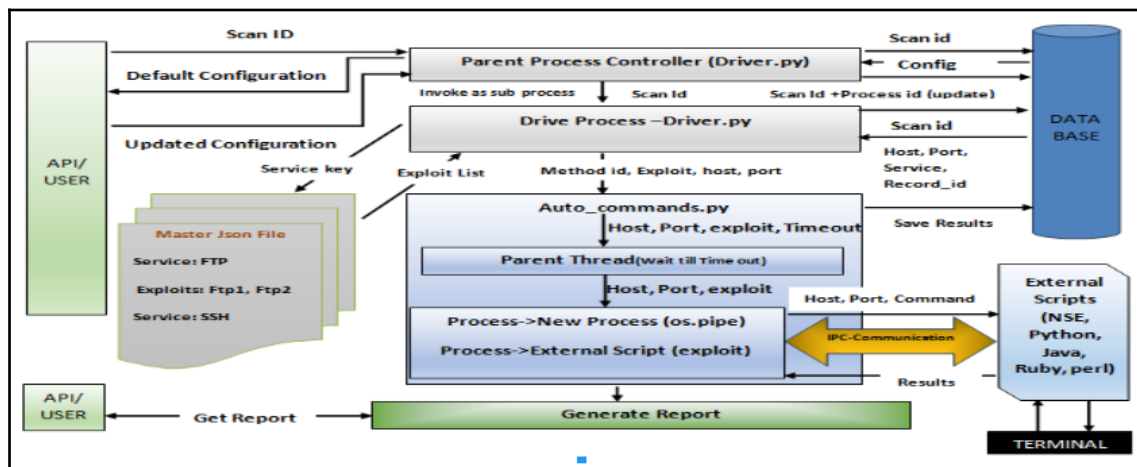 Scan ID
Default Configuration
Updated Configuration
API/
USER
Parent Process Controller (Driver.py)
Scan id
Config
Invoke as sub process
Scan Id
Scan Id +Process id (update)
Drive Process –Driver.py
Scan id
DATA
BASE
Host, Port,
Service,
Record_id
Service key
Exploit List
Method id, Exploit, host, port
Master Json File
Service: FTP
Exploits: Ftp1, Ftp2
Service: SSH
Auto_commands.py
Save Results
Host, Port, exploit, Timeout
Parent Thread(Wait till Time out)
Host, Port, exploit
Process->New Process (os.pipe)
Process->External Script (exploit)
Host, Port, Command
IPC-Communication
Results
External
Scripts
(NSE,
Python,
Java,
Ruby, perl)
TERMINAL
API/
USER
Get Report
Generate Report